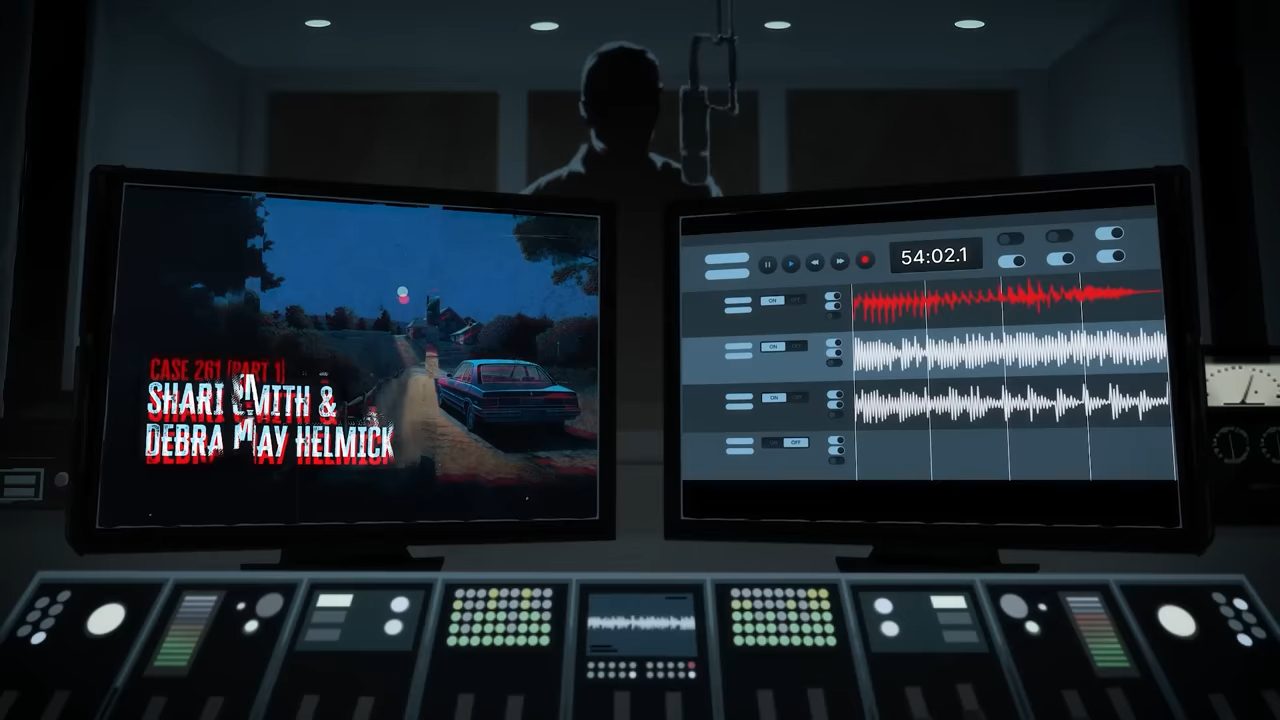 CASE 261 [PART 1]
SHARI SMITH &
DEBRA MAY HELMICK
54:02.1
ON
ON
ON
OFF